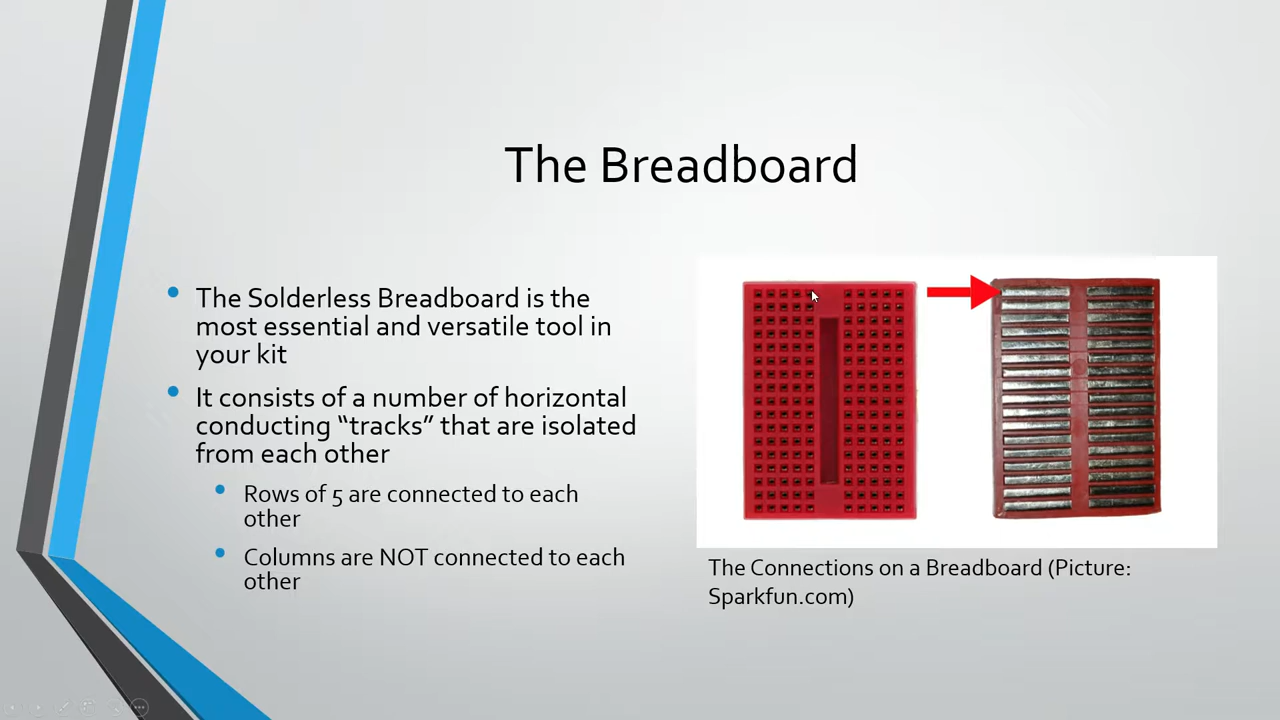 The Breadboard
The Solderless Breadboard is the
most essential and versatile tool in
your kit
It consists of a number of horizontal
conducting “tracks” that are isolated
from each other
Rows of 5 are connected to each
other
Columns are NOT connected to each
other
The Connections on a Breadboard (Picture:
Sparkfun.com)